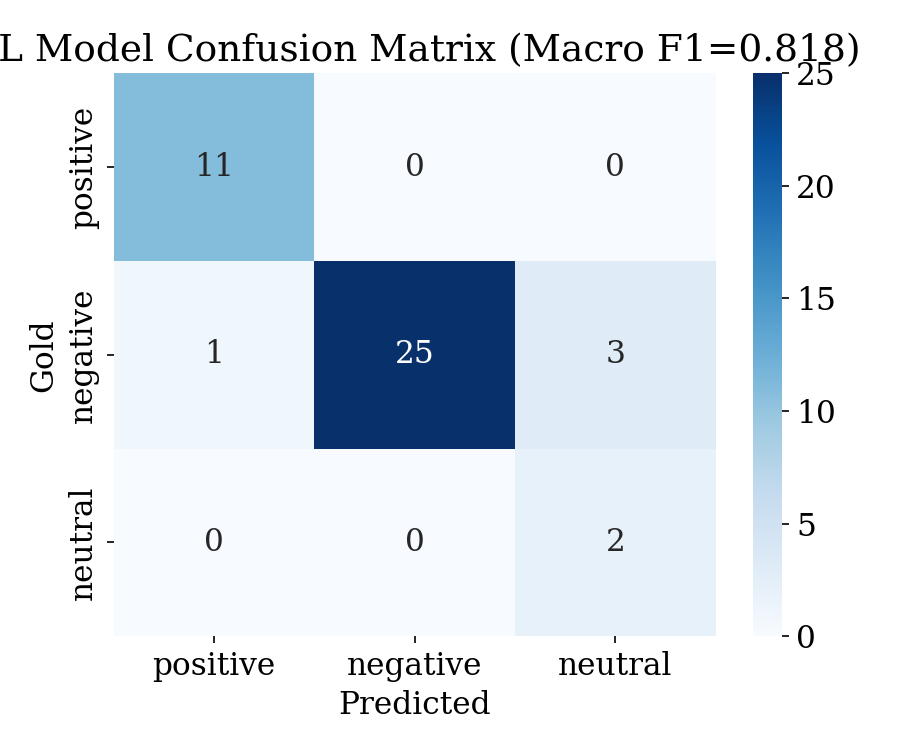 L Model Confusion Matrix (Macro F1=0.818)
positive
negative
neutral
Gold
11 0 0
1 25 3
0 0 2
positive negative neutral
Predicted
25
20
15
10
5
0